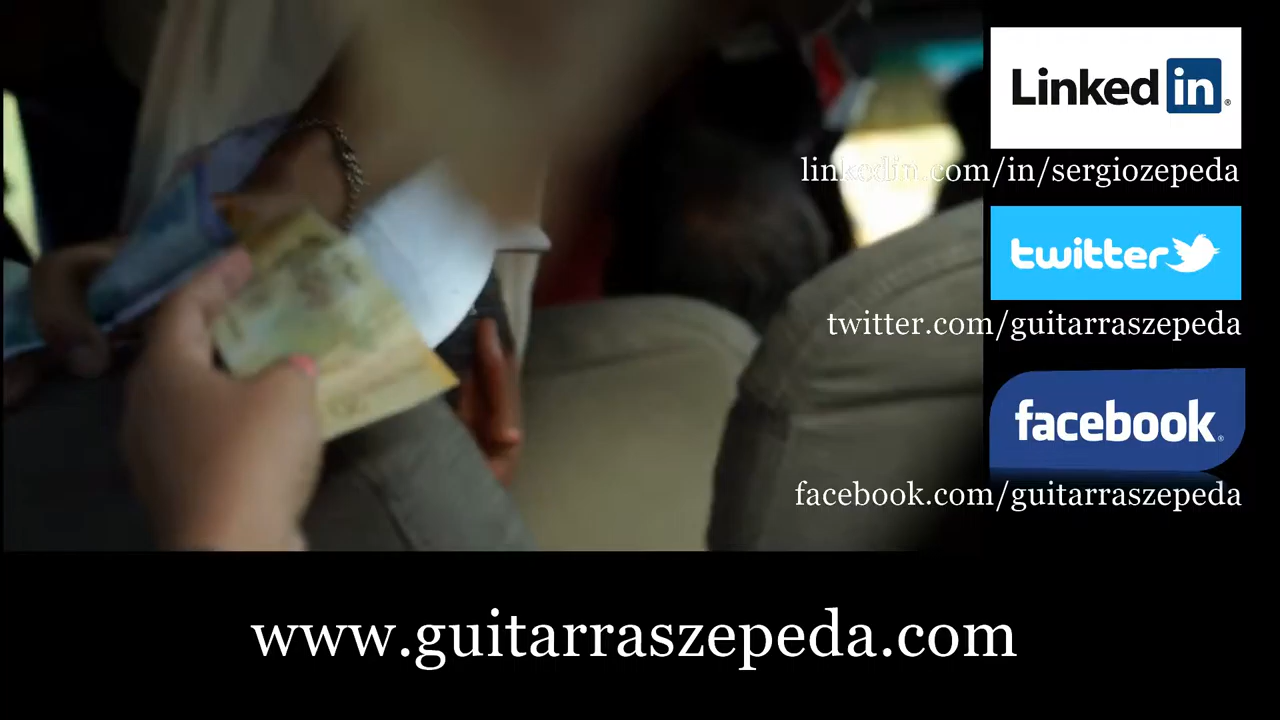 Linked in
linkedin.com/in/sergiozepeda
twitter
twitter.com/guitarraszepeda
facebook
facebook.com/guitarraszepeda
www.guitarraszepeda.com